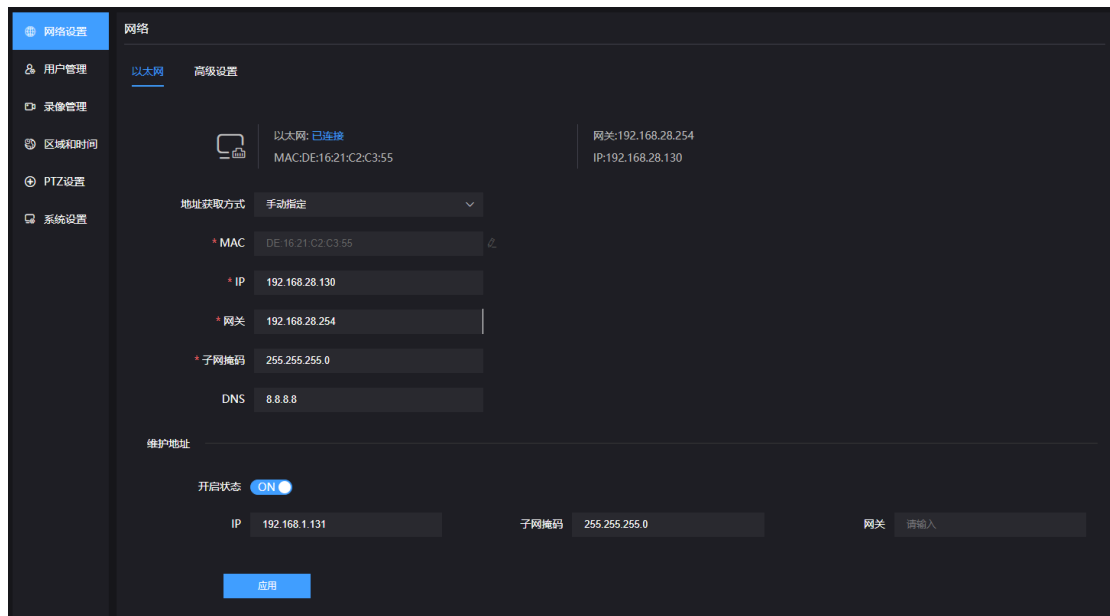 网络设置
用户管理
录像管理
区域和时间
PTZ设置
系统设置
网络
以太网 高级设置
以太网: 已连接 网关:192.168.28.254
MAC:DE:16:21:C2:C3:55 IP:192.168.28.130
地址获取方式 手动指定
* MAC DE:16:21:C2:C3:55
* IP 192.168.28.130
* 网关 192.168.28.254
* 子网掩码 255.255.255.0
DNS 8.8.8.8
维护地址
开启状态 ON
IP 192.168.1.131 子网掩码 255.255.255.0 网关 请输入
应用